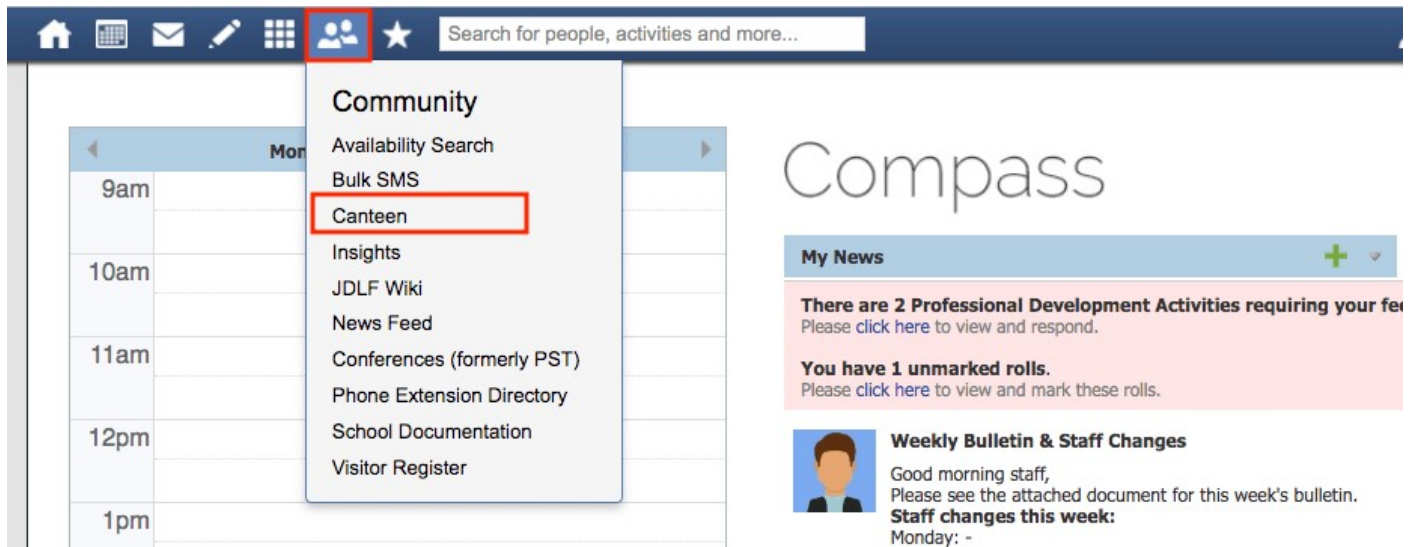 Search for people, activities and more...
Community
Availability Search
Bulk SMS
Canteen
Insights
JDLF Wiki
News Feed
Conferences (formerly PST)
Phone Extension Directory
School Documentation
Visitor Register
Mon
9am
10am
11am
12pm
1pm
Compass
My News
There are 2 Professional Development Activities requiring your fee
Please click here to view and respond.
You have 1 unmarked rolls.
Please click here to view and mark these rolls.
Weekly Bulletin & Staff Changes
Good morning staff,
Please see the attached document for this week's bulletin.
Staff changes this week:
Monday: -